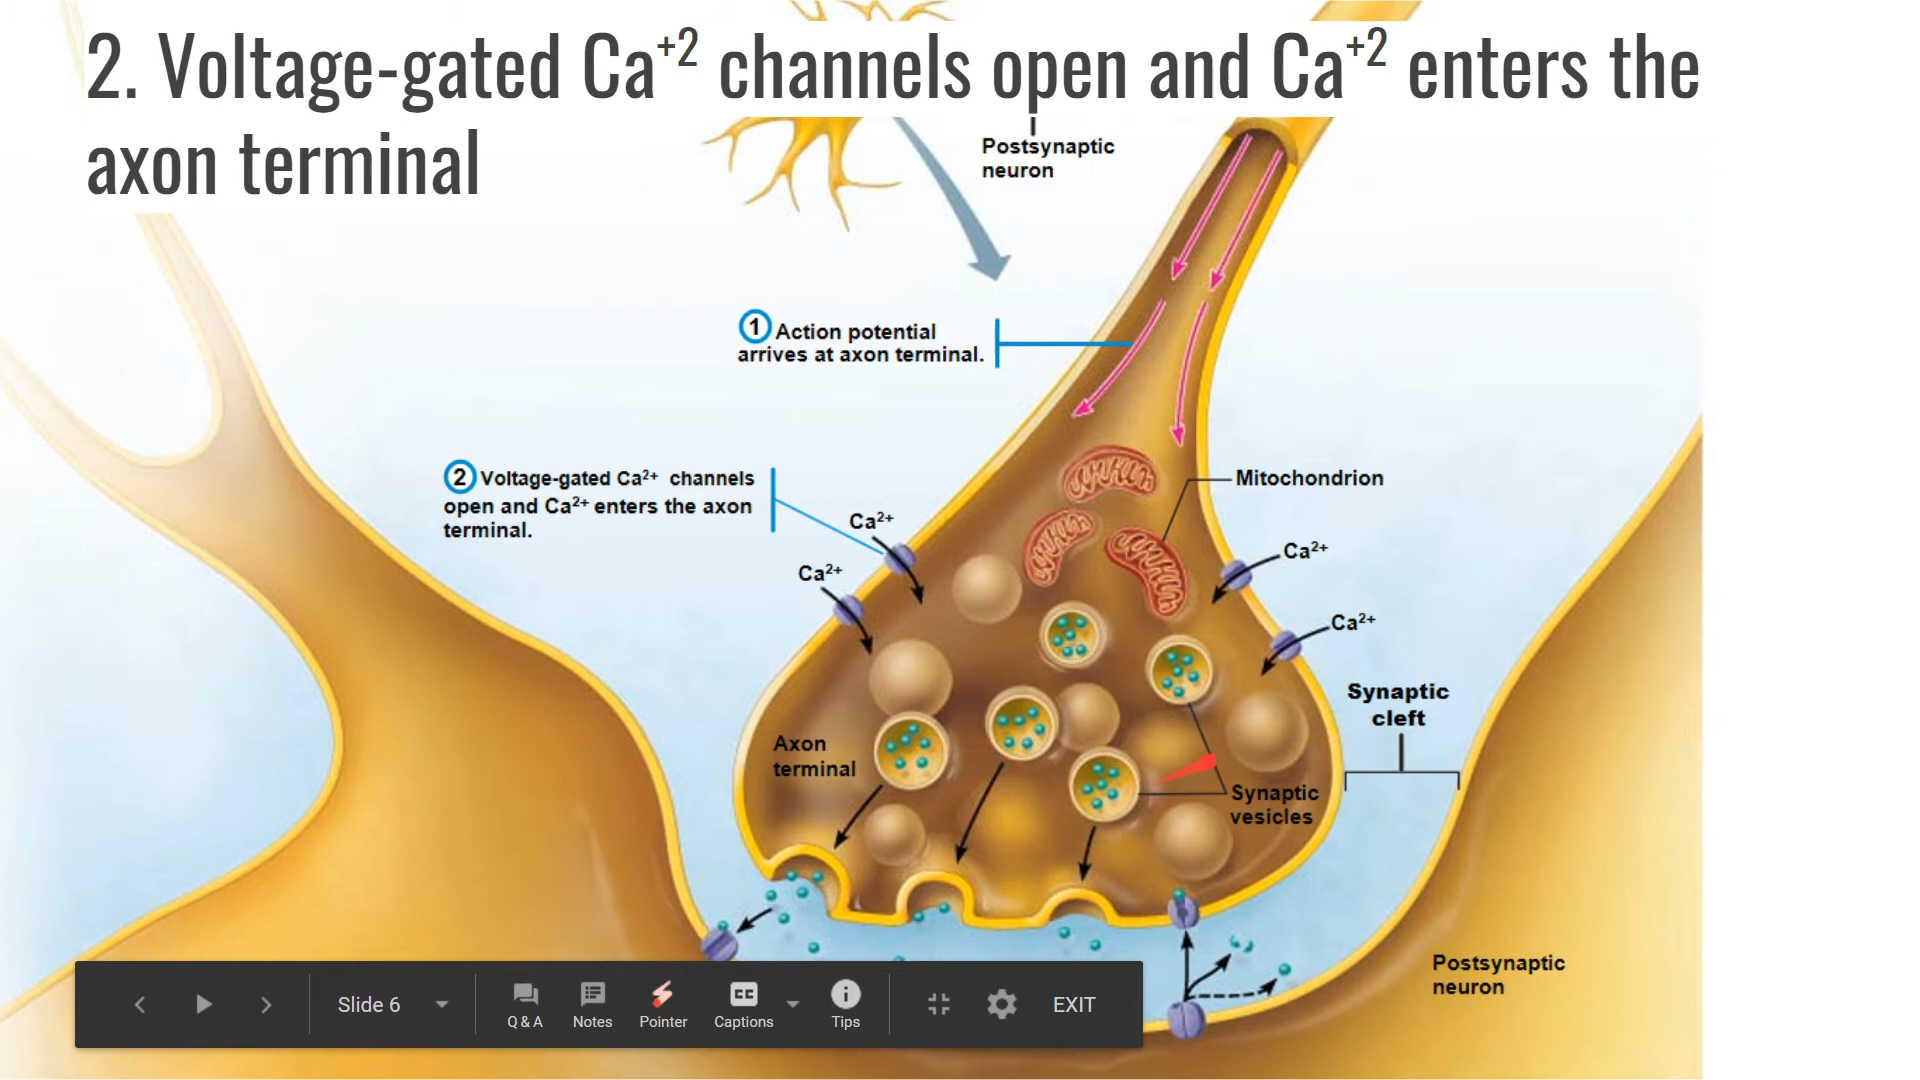 2. Voltage-gated Ca⁺² channels open and Ca⁺² enters the
axon terminal
Postsynaptic
neuron
1 Action potential
arrives at axon terminal.
2 Voltage-gated Ca²⁺ channels
open and Ca²⁺ enters the axon
terminal.
Ca²⁺
Ca²⁺
Mitochondrion
Ca²⁺
Ca²⁺
Synaptic
cleft
Axon
terminal
Synaptic
vesicles
Postsynaptic
neuron
Slide 6
Q & A
Notes
Pointer
CC
Captions
Tips
EXIT